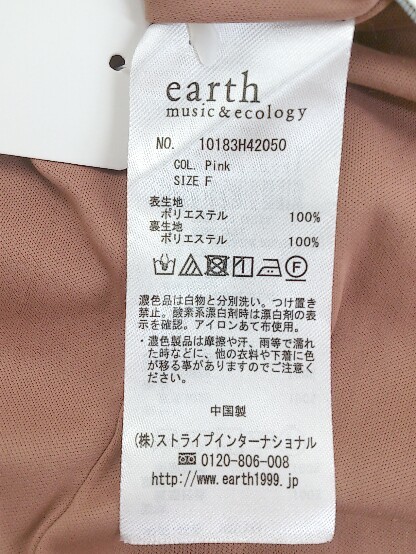 earth
music&ecology
NO. 10183H42050
COL. Pink
SIZE F
表生地
ポリエステル 100%
裏生地
ポリエステル 100%
濃色品は白物と分別洗い。つけ置き
禁止。酸素系漂白剤時は漂白剤の表
示を確認。アイロンあて布使用。
・濃色製品は摩擦や汗、雨等で濡れ
た時などに、他の衣料や下着に色
が移る事がありますのでご注意くだ
さい。
中国製
(株)ストライプインターナショナル
0120-806-008
http://www.earth1999.jp